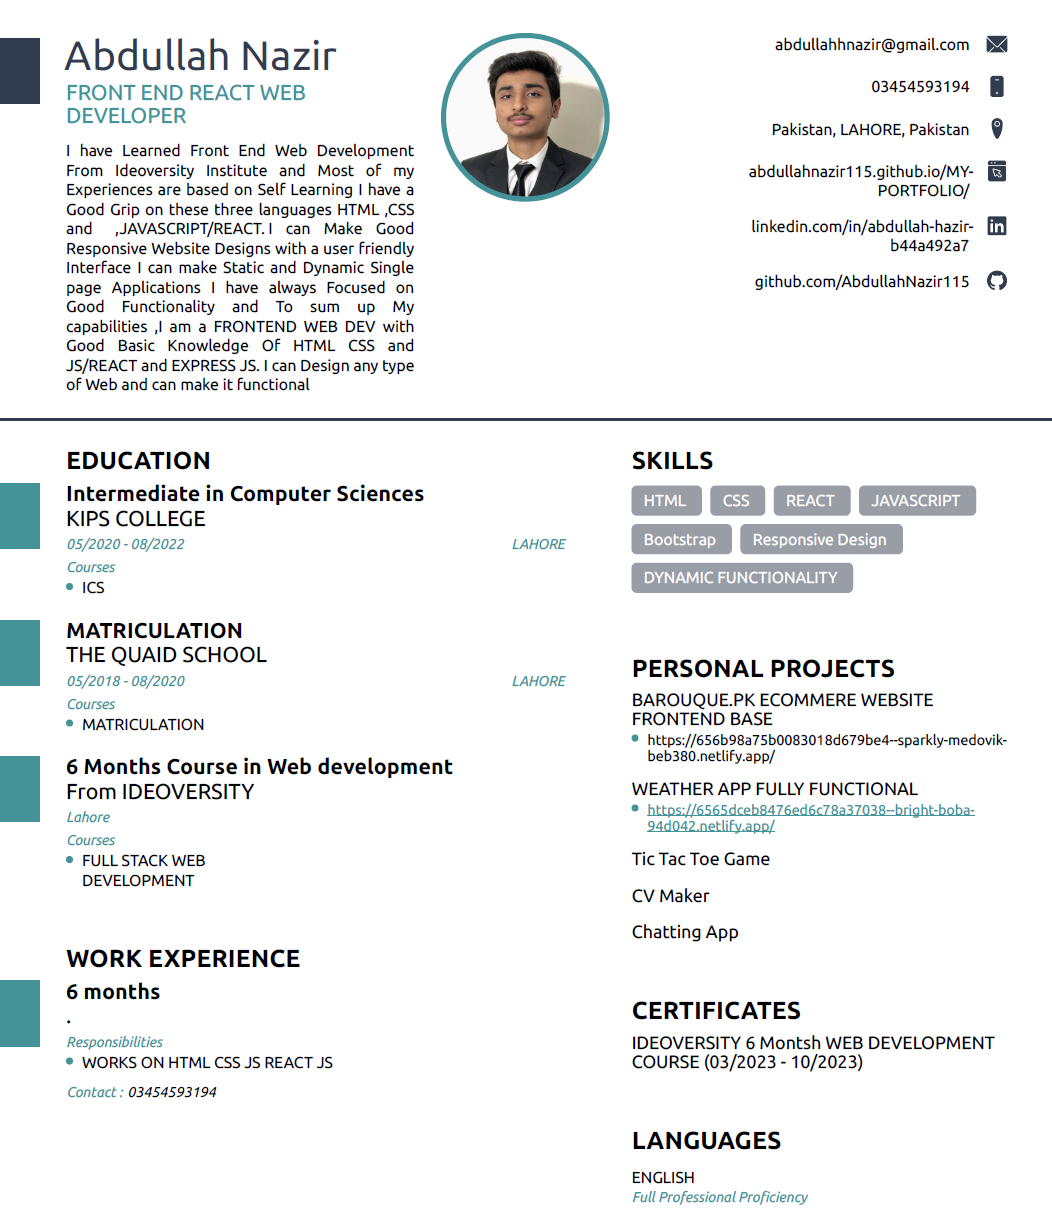 Abdullah Nazir
FRONT END REACT WEB
DEVELOPER
I have Learned Front End Web Development
From Ideoversity Institute and Most of my
Experiences are based on Self Learning I have a
Good Grip on these three languages HTML ,CSS
and ,JAVASCRIPT/REACT. I can Make Good
Responsive Website Designs with a user friendly
Interface I can make Static and Dynamic Single
page Applications I have always Focused on
Good Functionality and To sum up My
capabilities ,I am a FRONTEND WEB DEV with
Good Basic Knowledge Of HTML CSS and
JS/REACT and EXPRESS JS. I can Design any type
of Web and can make it functional
abdullahhnazir@gmail.com
03454593194
Pakistan, LAHORE, Pakistan
abdullahnazir115.github.io/MY-
PORTFOLIO/
linkedin.com/in/abdullah-hazir-
b44a492a7
github.com/AbdullahNazir115
EDUCATION
Intermediate in Computer Sciences
KIPS COLLEGE
05/2020 - 08/2022 LAHORE
Courses
ICS
MATRICULATION
THE QUAID SCHOOL
05/2018 - 08/2020 LAHORE
Courses
MATRICULATION
6 Months Course in Web development
From IDEOVERSITY
Lahore
Courses
FULL STACK WEB
DEVELOPMENT
WORK EXPERIENCE
6 months
.
Responsibilities
WORKS ON HTML CSS JS REACT JS
Contact : 03454593194
SKILLS
HTML CSS REACT JAVASCRIPT
Bootstrap Responsive Design
DYNAMIC FUNCTIONALITY
PERSONAL PROJECTS
BAROUQUE.PK ECOMMERE WEBSITE
FRONTEND BASE
https://656b98a75b0083018d679be4--sparkly-medovik-
beb380.netlify.app/
WEATHER APP FULLY FUNCTIONAL
https://6565dceb8476ed6c78a37038--bright-boba-
94d042.netlify.app/
Tic Tac Toe Game
CV Maker
Chatting App
CERTIFICATES
IDEOVERSITY 6 Montsh WEB DEVELOPMENT
COURSE (03/2023 - 10/2023)
LANGUAGES
ENGLISH
Full Professional Proficiency